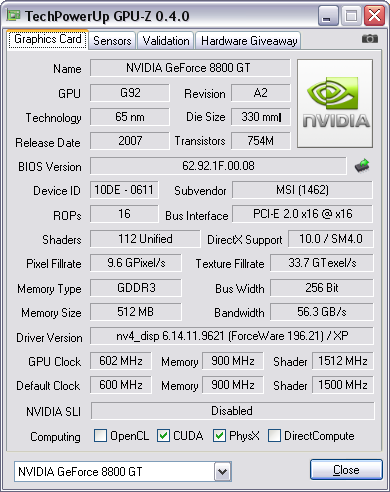 TechPowerUp GPU-Z 0.4.0
Graphics Card Sensors Validation Hardware Giveaway
Name NVIDIA GeForce 8800 GT
GPU G92 Revision A2
Technology 65 nm Die Size 330 mm
Release Date 2007 Transistors 754M
NVIDIA
BIOS Version 62.92.1F.00.08
Device ID 10DE - 0611 Subvendor MSI (1462)
ROPs 16 Bus Interface PCI-E 2.0 x16 @ x16
Shaders 112 Unified DirectX Support 10.0 / SM4.0
Pixel Fillrate 9.6 GPixel/s Texture Fillrate 33.7 GTexel/s
Memory Type GDDR3 Bus Width 256 Bit
Memory Size 512 MB Bandwidth 56.3 GB/s
Driver Version nv4_disp 6.14.11.9621 (ForceWare 196.21) / XP
GPU Clock 602 MHz Memory 900 MHz Shader 1512 MHz
Default Clock 600 MHz Memory 900 MHz Shader 1500 MHz
NVIDIA SLI Disabled
Computing OpenCL CUDA PhysX DirectCompute
NVIDIA GeForce 8800 GT Close